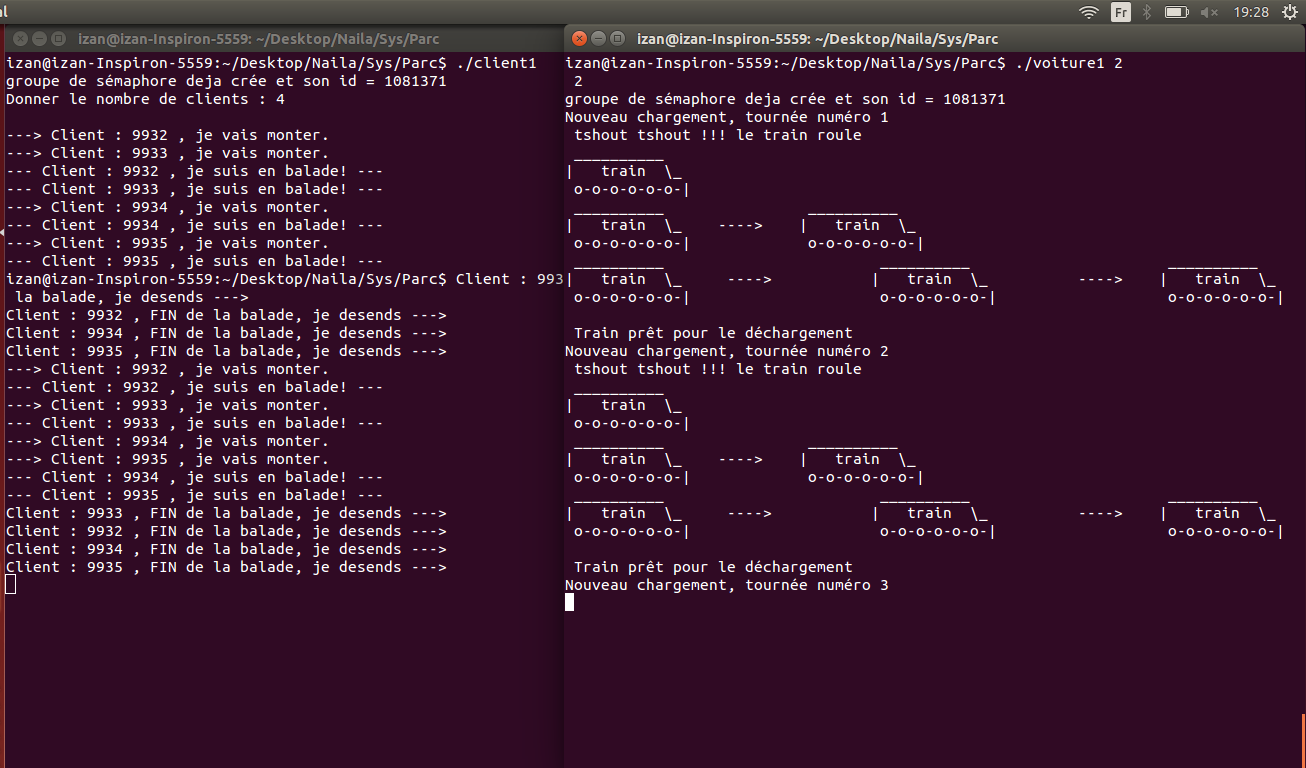 al
Fr
19:28
izan@izan-Inspiron-5559: ~/Desktop/Naila/Sys/Parc
izan@izan-Inspiron-5559:~/Desktop/Naila/Sys/Parc$ ./client1
groupe de sémaphore deja crée et son id = 1081371
Donner le nombre de clients : 4
---> Client : 9932 , je vais monter.
---> Client : 9933 , je vais monter.
--- Client : 9932 , je suis en balade! ---
--- Client : 9933 , je suis en balade! ---
---> Client : 9934 , je vais monter.
--- Client : 9934 , je suis en balade! ---
---> Client : 9935 , je vais monter.
--- Client : 9935 , je suis en balade! ---
izan@izan-Inspiron-5559:~/Desktop/Naila/Sys/Parc$ Client : 993
 la balade, je desends --->
Client : 9932 , FIN de la balade, je desends --->
Client : 9934 , FIN de la balade, je desends --->
Client : 9935 , FIN de la balade, je desends --->
---> Client : 9932 , je vais monter.
--- Client : 9932 , je suis en balade! ---
---> Client : 9933 , je vais monter.
--- Client : 9933 , je suis en balade! ---
---> Client : 9934 , je vais monter.
---> Client : 9935 , je vais monter.
--- Client : 9934 , je suis en balade! ---
--- Client : 9935 , je suis en balade! ---
Client : 9933 , FIN de la balade, je desends --->
Client : 9932 , FIN de la balade, je desends --->
Client : 9934 , FIN de la balade, je desends --->
Client : 9935 , FIN de la balade, je desends --->
izan@izan-Inspiron-5559: ~/Desktop/Naila/Sys/Parc
izan@izan-Inspiron-5559:~/Desktop/Naila/Sys/Parc$ ./voiture1 2
 2
groupe de sémaphore deja crée et son id = 1081371
Nouveau chargement, tournée numéro 1
 tshout tshout !!! le train roule
 __________
|   train  \_
 o-o-o-o-o-o-|
 __________                __________
|   train  \_    ---->    |   train  \_
 o-o-o-o-o-o-|             o-o-o-o-o-o-|
 __________                        __________                      __________
|   train  \_     ---->           |   train  \_          ---->    |   train  \_
 o-o-o-o-o-o-|                     o-o-o-o-o-o-|                   o-o-o-o-o-o-|
 Train prêt pour le déchargement
Nouveau chargement, tournée numéro 2
 tshout tshout !!! le train roule
 __________
|   train  \_
 o-o-o-o-o-o-|
 __________                __________
|   train  \_    ---->    |   train  \_
 o-o-o-o-o-o-|             o-o-o-o-o-o-|
 __________                        __________                      __________
|   train  \_     ---->           |   train  \_          ---->    |   train  \_
 o-o-o-o-o-o-|                     o-o-o-o-o-o-|                   o-o-o-o-o-o-|
 Train prêt pour le déchargement
Nouveau chargement, tournée numéro 3